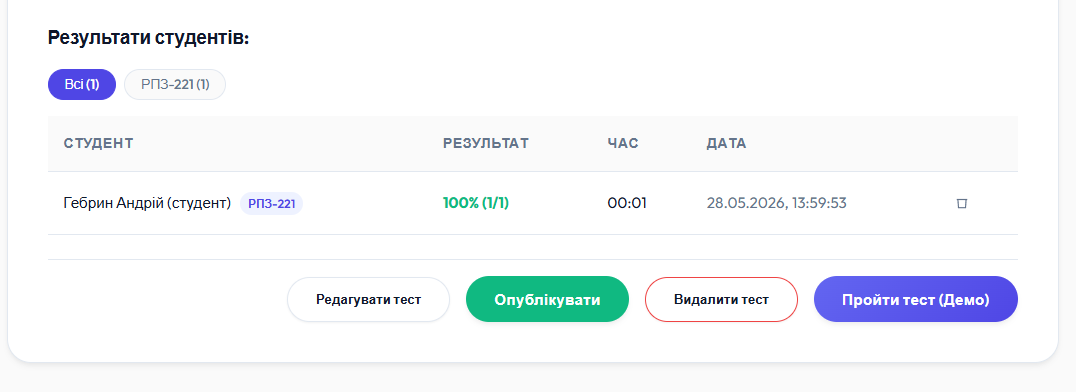 Результати студентів:
Всі (1) РПЗ-221 (1)
СТУДЕНТ РЕЗУЛЬТАТ ЧАС ДАТА
Гебрин Андрій (студент) РПЗ-221 100% (1/1) 00:01 28.05.2026, 13:59:53
Редагувати тест Опублікувати Видалити тест Пройти тест (Демо)